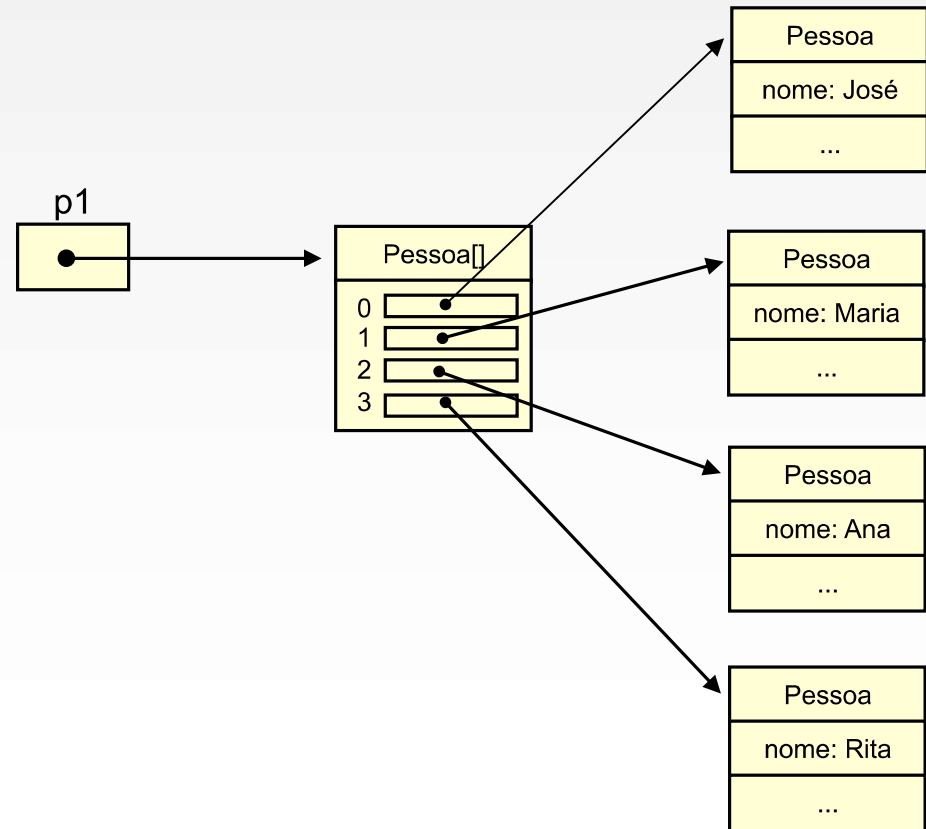 p1
Pessoa[]
0
1
2
3
Pessoa
nome: José
...
Pessoa
nome: Maria
...
Pessoa
nome: Ana
...
Pessoa
nome: Rita
...